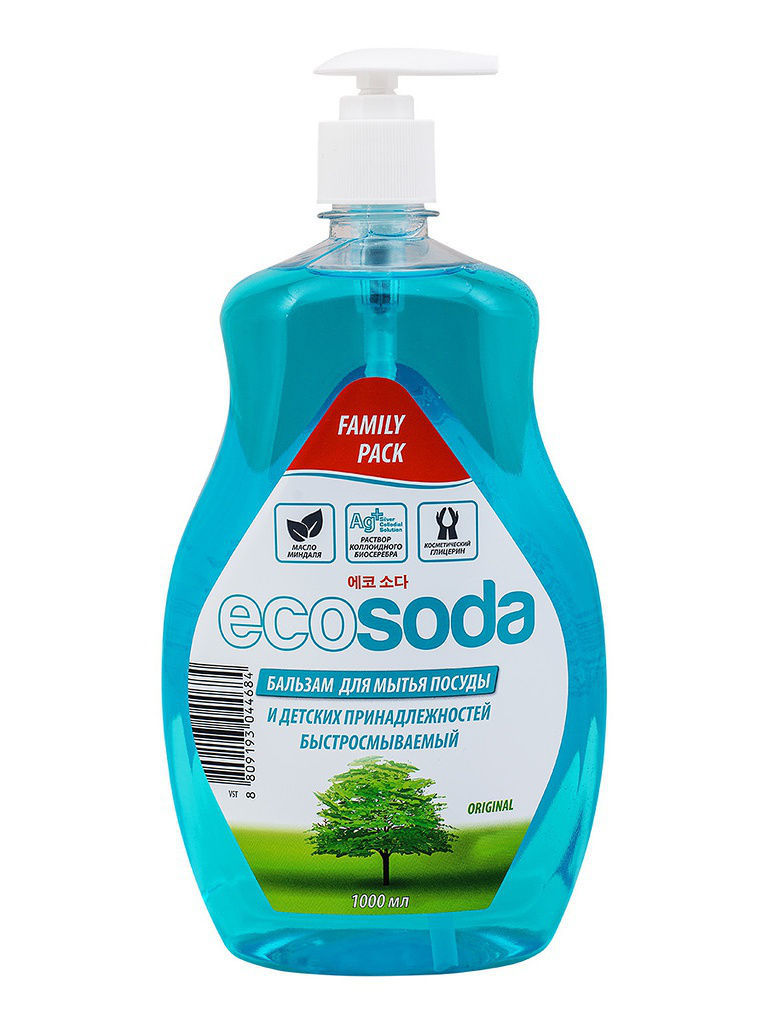 FAMILY
PACK
МАСЛО
МИНДАЛЯ
Ag+ Silver
Colloidal
Solution
РАСТВОР
КОЛЛОИДНОГО
БИОСЕРЕБРА
КОСМЕТИЧЕСКИЙ
ГЛИЦЕРИН
에코 소다
ecosoda
БАЛЬЗАМ ДЛЯ МЫТЬЯ ПОСУДЫ
И ДЕТСКИХ ПРИНАДЛЕЖНОСТЕЙ
БЫСТРОСМЫВАЕМЫЙ
8 809193 044684
V5T
ORIGINAL
1000 мл